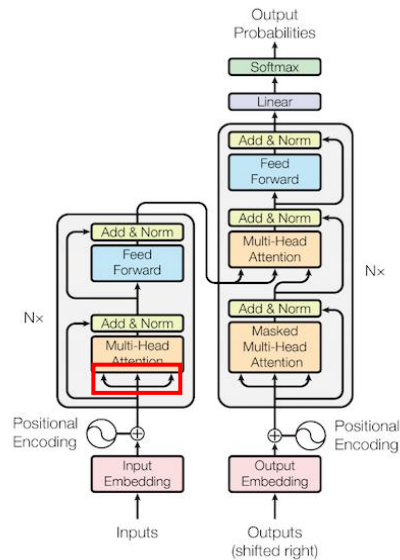 Output
Probabilities
Softmax
Linear
Add & Norm
Feed
Forward
Add & Norm
Multi-Head
Attention
Add & Norm
Masked
Multi-Head
Attention
Nx
Add & Norm
Feed
Forward
Nx
Add & Norm
Multi-Head
Attention
Positional
Encoding
Positional
Encoding
Input
Embedding
Output
Embedding
Inputs
Outputs
(shifted right)